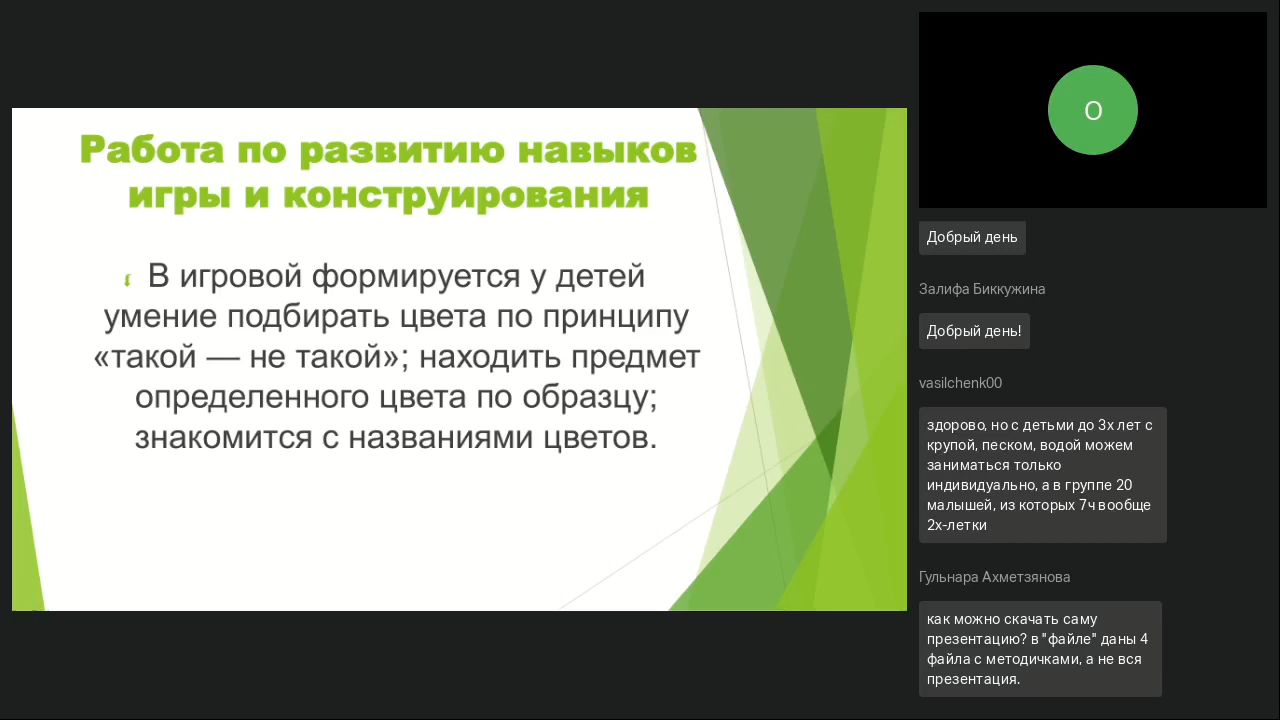 Работа по развитию навыков
игры и конструирования
В игровой формируется у детей
умение подбирать цвета по принципу
«такой — не такой»; находить предмет
определенного цвета по образцу;
знакомится с названиями цветов.
О
Добрый день
Залифа Биккужина
Добрый день!
vasilchenk00
здорово, но с детьми до 3х лет с
крупой, песком, водой можем
заниматься только
индивидуально, а в группе 20
малышей, из которых 7ч вообще
2х-летки
Гульнара Ахметзянова
как можно скачать саму
презентацию? в "файле" даны 4
файла с методичками, а не вся
презентация.